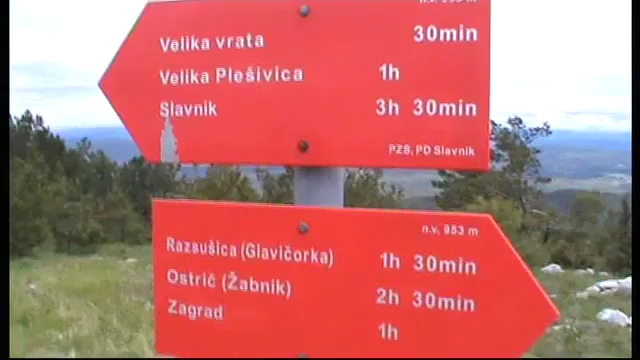 n.v. 953 m
Velika vrata 30min
Velika Plešivica 1h
Slavnik 3h 30min
PZS, PD Slavnik
n.v. 953 m
Razsušica (Glavičorka) 1h 30min
Ostrič (Žabnik) 2h 30min
Zagrad 1h